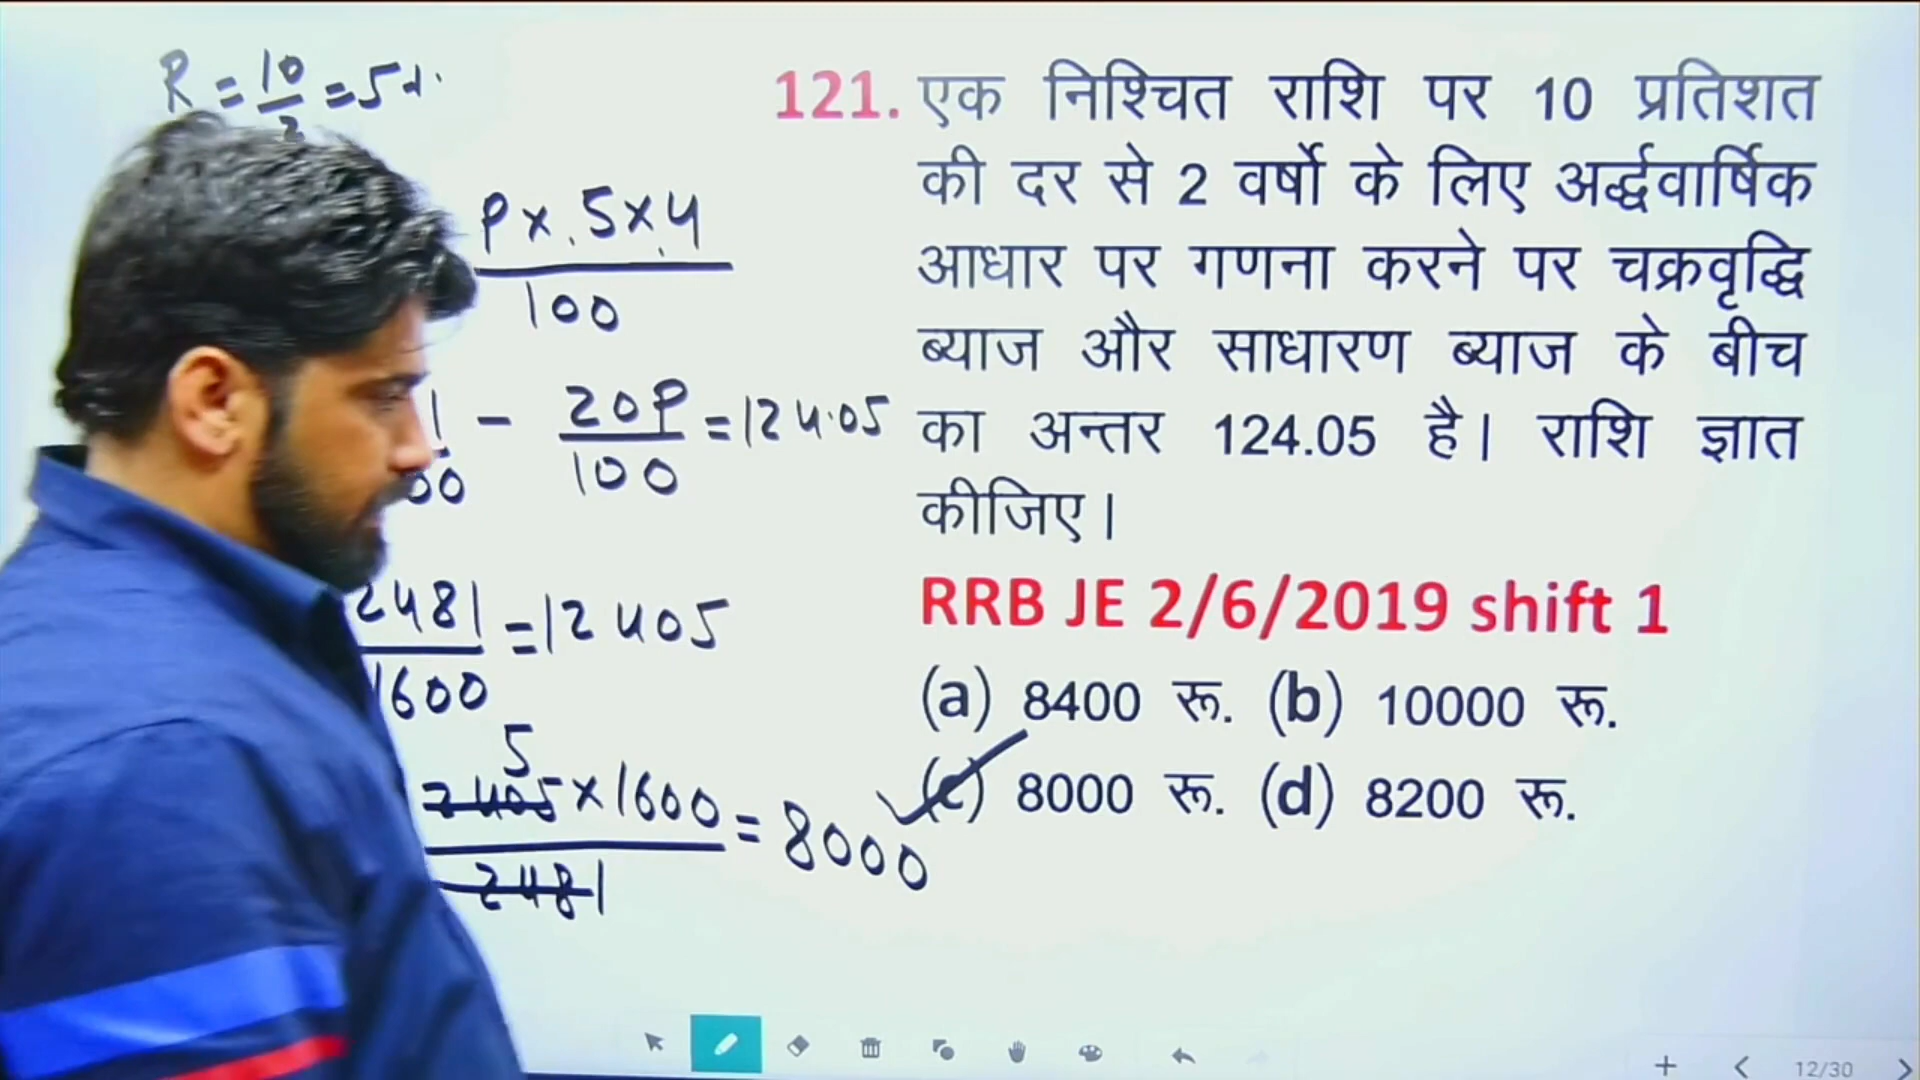 R = 10/2 = 5%
P × 5 × 4
100
1 - 20P/100 = 124.05
00
2481/1600 = 12405
5
2405 × 1600 = 8000
2481
121. एक निश्चित राशि पर 10 प्रतिशत
की दर से 2 वर्षो के लिए अर्द्धवार्षिक
आधार पर गणना करने पर चक्रवृद्धि
ब्याज और साधारण ब्याज के बीच
का अन्तर 124.05 है। राशि ज्ञात
कीजिए।
RRB JE 2/6/2019 shift 1
(a) 8400 रू. (b) 10000 रू.
(c) 8000 रू. (d) 8200 रू.
12/30